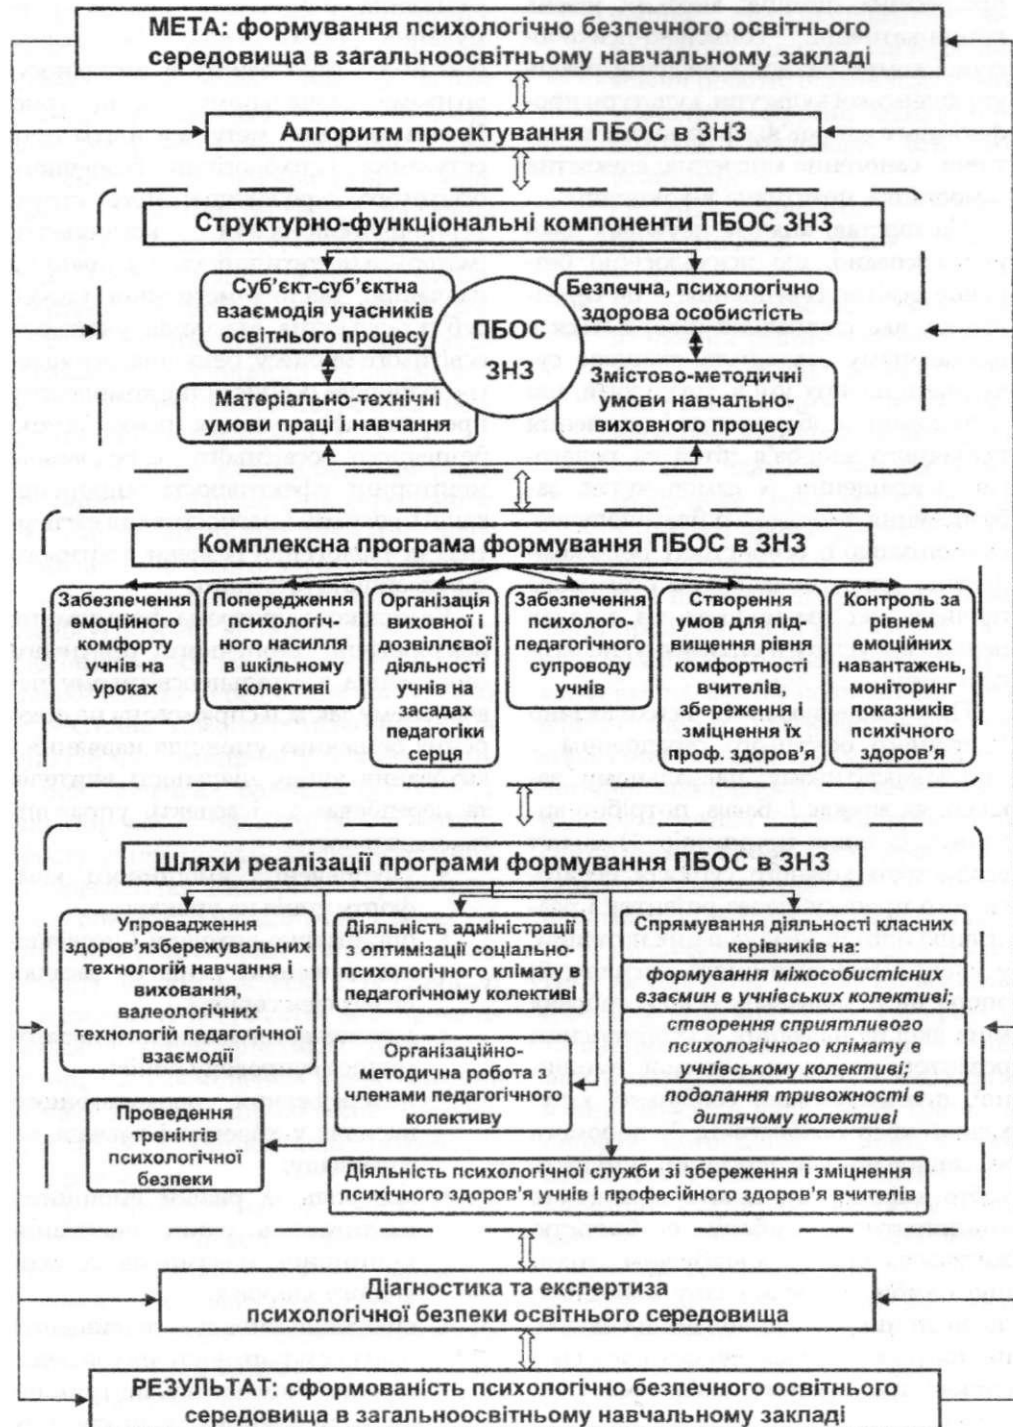 МЕТА: формування психологічно безпечного освітнього
середовища в загальноосвітньому навчальному закладі
Алгоритм проектування ПБОС в ЗНЗ
Структурно-функціональні компоненти ПБОС ЗНЗ
Суб’єкт-суб’єктна
взаємодія учасників
освітнього процесу
Безпечна, психологічно
здорова особистість
ПБОС
ЗНЗ
Матеріально-технічні
умови праці і навчання
Змістово-методичні
умови навчально-
виховного процесу
Комплексна програма формування ПБОС в ЗНЗ
Забезпечення
емоційного
комфорту
учнів на
уроках
Попередження
психологіч-
ного насилля
в шкільному
колективі
Організація
виховної і
дозвіллєвої
діяльності
учнів на
засадах
педагогіки
серця
Забезпечення
психолого-
педагогічного
супроводу
учнів
Створення
умов для під-
вищення рівня
комфортності
вчителів,
збереження і
зміцнення їх
проф. здоров’я
Контроль за
рівнем
емоційних
навантажень,
моніторинг
показників
психічного
здоров’я
Шляхи реалізації програми формування ПБОС в ЗНЗ
Упровадження
здоров’язбережувальних
технологій навчання і
виховання,
валеологічних
технологій педагогічної
взаємодії
Діяльність адміністрації
з оптимізації соціально-
психологічного клімату в
педагогічному колективі
Спрямування діяльності класних
керівників на:
формування міжособистісних
взаємин в учнівських колективі;
створення сприятливого
психологічного клімату в
учнівському колективі;
подолання тривожності в
дитячому колективі
Організаційно-
методична робота з
членами педагогічного
колективу
Проведення
тренінгів
психологічної
безпеки
Діяльність психологічної служби зі збереження і зміцнення
психічного здоров’я учнів і професійного здоров’я вчителів
Діагностика та експертиза
психологічної безпеки освітнього середовища
РЕЗУЛЬТАТ: сформованість психологічно безпечного освітнього
середовища в загальноосвітньому навчальному закладі